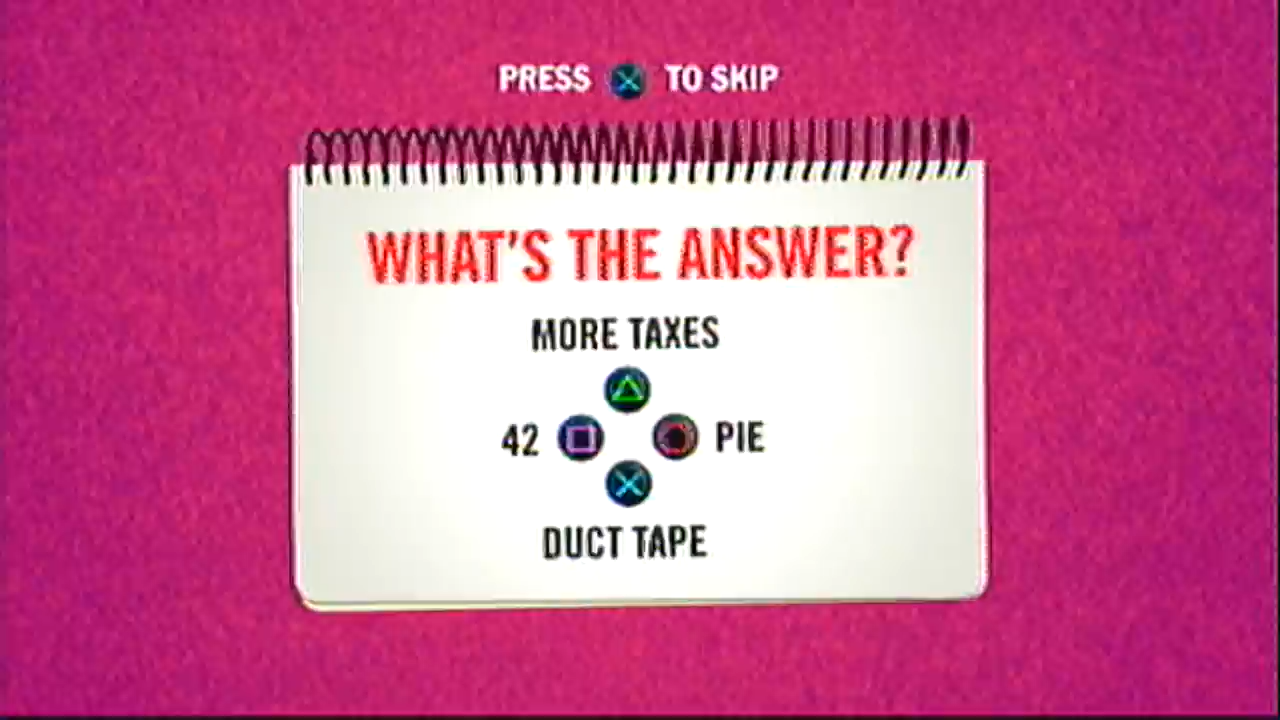 PRESS TO SKIP
WHAT'S THE ANSWER?
MORE TAXES
42 PIE
DUCT TAPE